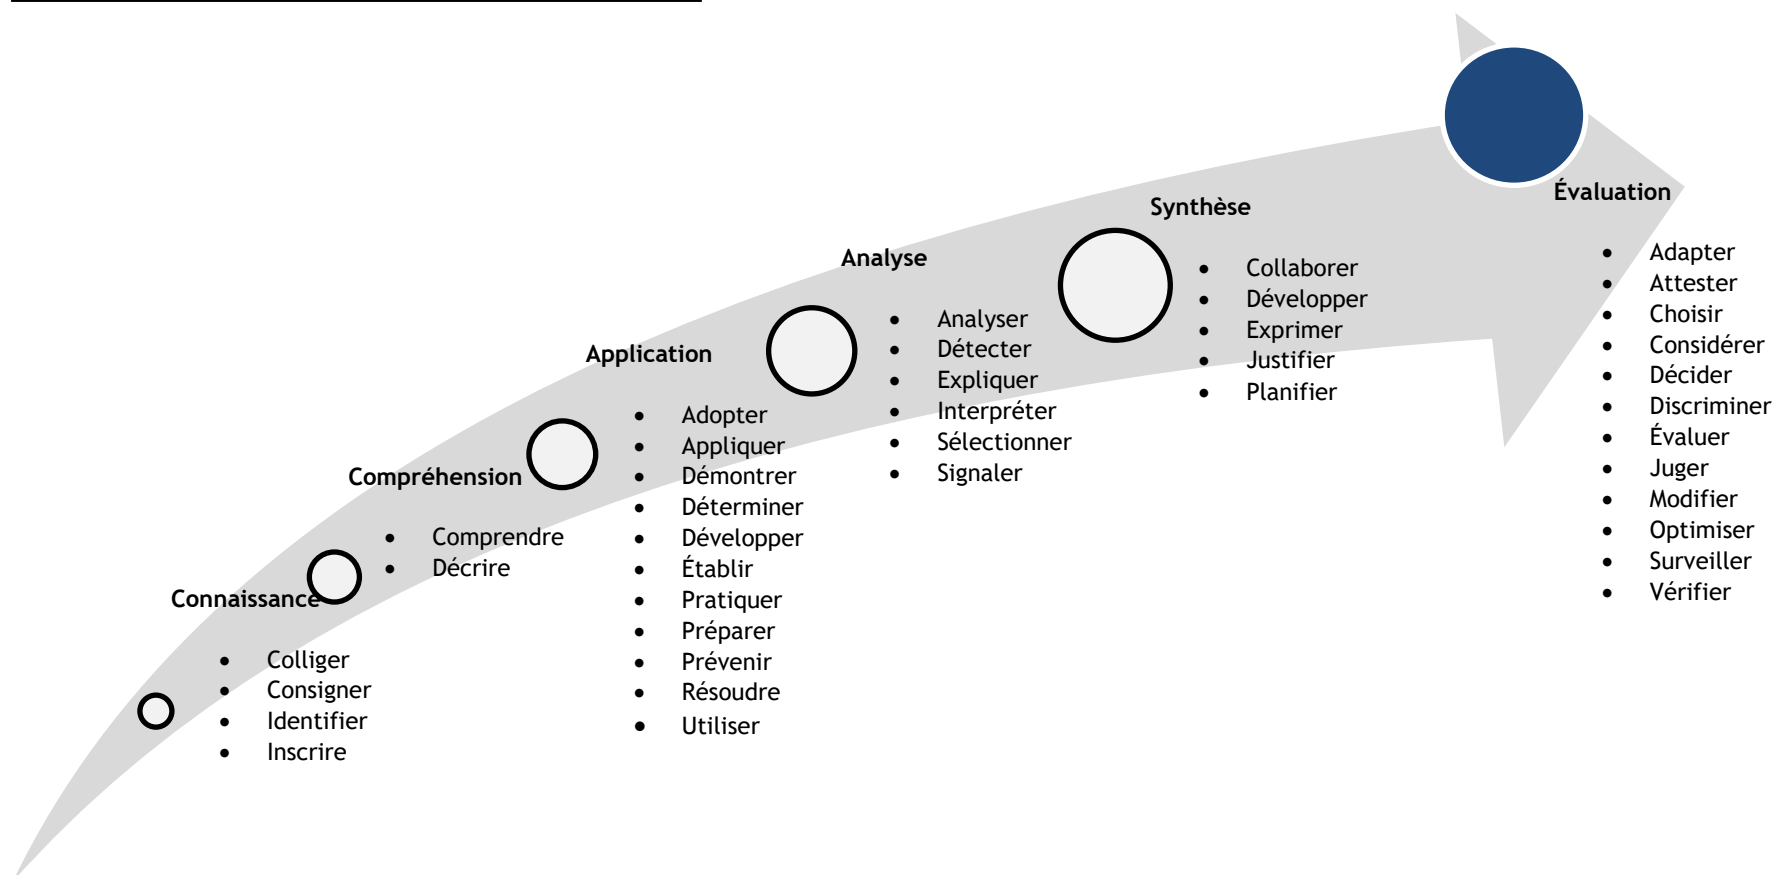 Connaissance
• Colliger
• Consigner
• Identifier
• Inscrire
Compréhension
• Comprendre
• Décrire
Application
• Adopter
• Appliquer
• Démontrer
• Déterminer
• Développer
• Établir
• Pratiquer
• Préparer
• Prévenir
• Résoudre
• Utiliser
Analyse
• Analyser
• Détecter
• Expliquer
• Interpréter
• Sélectionner
• Signaler
Synthèse
• Collaborer
• Développer
• Exprimer
• Justifier
• Planifier
Évaluation
• Adapter
• Attester
• Choisir
• Considérer
• Décider
• Discriminer
• Évaluer
• Juger
• Modifier
• Optimiser
• Surveiller
• Vérifier